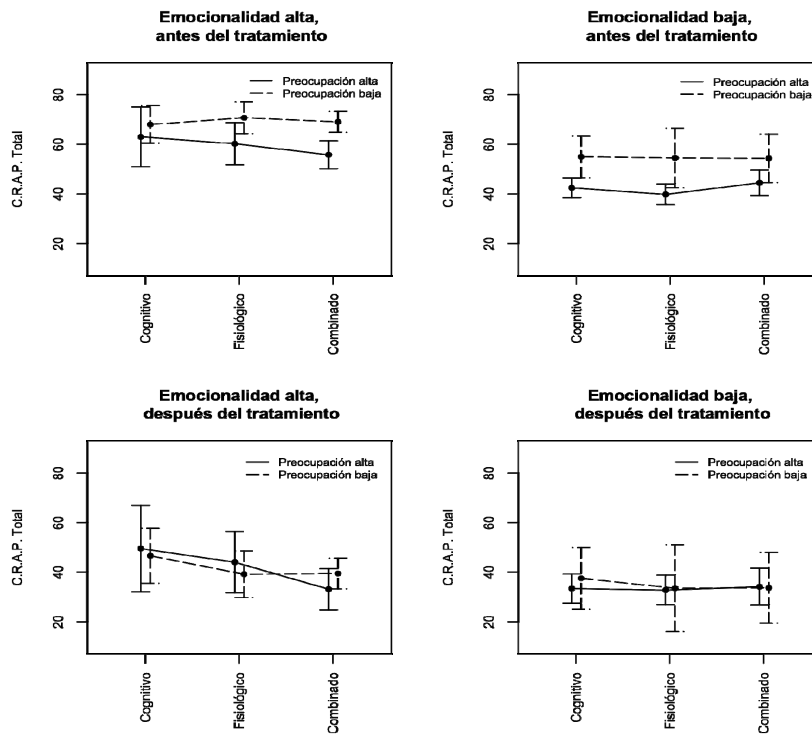 Emocionalidad alta,
antes del tratamiento
Preocupación alta
Preocupación baja
C.R.A.P. Total
80
60
40
20
Cognitivo
Fisiológico
Combinado
Emocionalidad baja,
antes del tratamiento
Preocupación alta
Preocupación baja
C.R.A.P. Total
80
60
40
20
Cognitivo
Fisiológico
Combinado
Emocionalidad alta,
después del tratamiento
Preocupación alta
Preocupación baja
C.R.A.P. Total
80
60
40
20
Cognitivo
Fisiológico
Combinado
Emocionalidad baja,
después del tratamiento
Preocupación alta
Preocupación baja
C.R.A.P. Total
80
60
40
20
Cognitivo
Fisiológico
Combinado